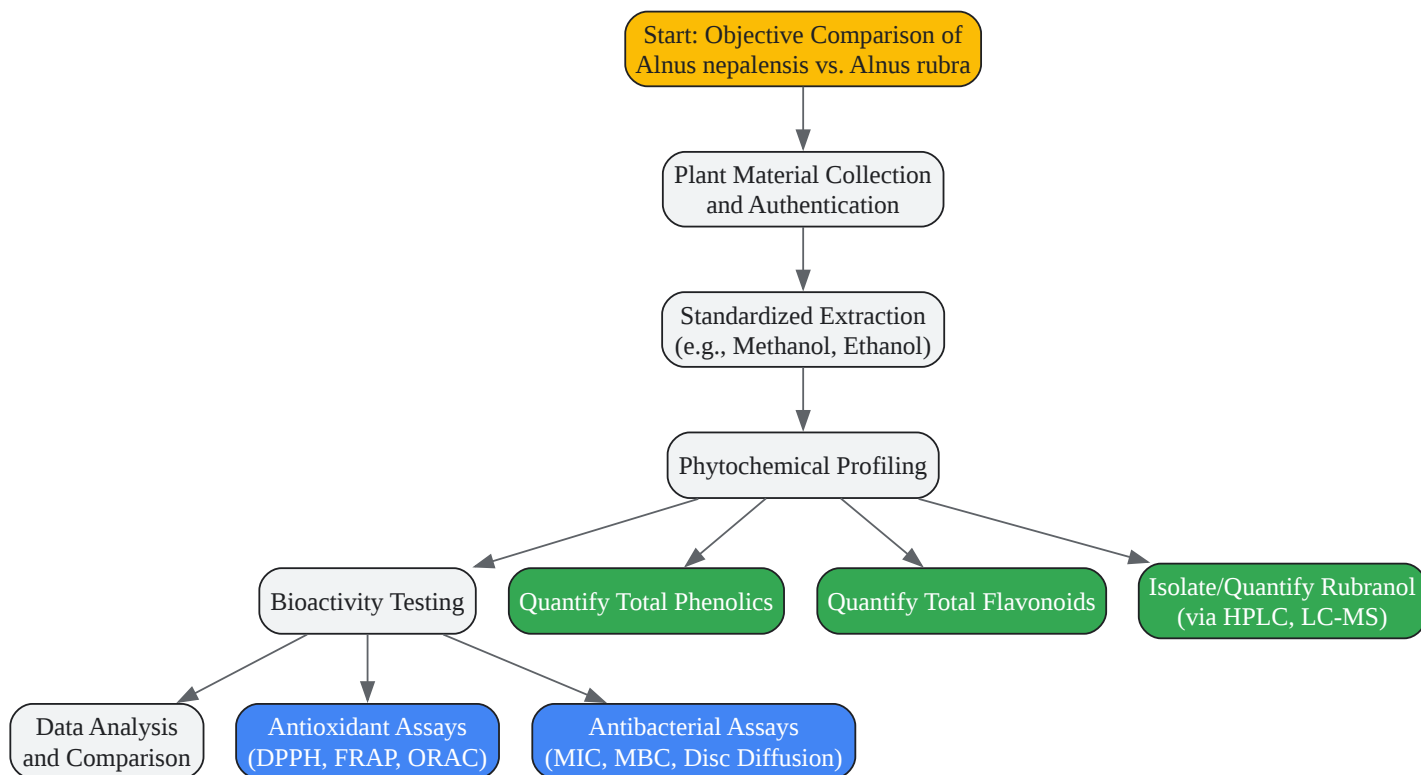 Start: Objective Comparison of
Alnus nepalensis vs. Alnus rubra
Plant Material Collection
and Authentication
Standardized Extraction
(e.g., Methanol, Ethanol)
Phytochemical Profiling
Bioactivity Testing
Quantify Total Phenolics
Quantify Total Flavonoids
Isolate/Quantify Rubranol
(via HPLC, LC-MS)
Data Analysis
and Comparison
Antioxidant Assays
(DPPH, FRAP, ORAC)
Antibacterial Assays
(MIC, MBC, Disc Diffusion)